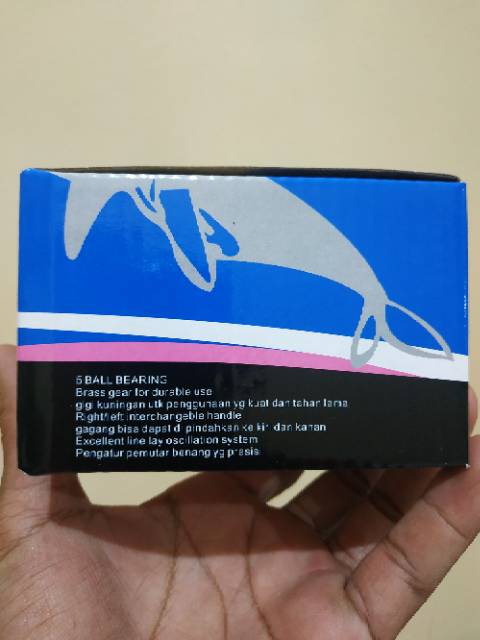 5 BALL BEARING
Brass gear for durable use
gigi kuningan utk penggunaan yg kuat dan tahan lama
Right/left interchangeble handle
gagang bisa dapat di pindahkan ke kiri dan kanan
Excellent line lay oscillation system
Pengatur pemutar benang yg prasisi